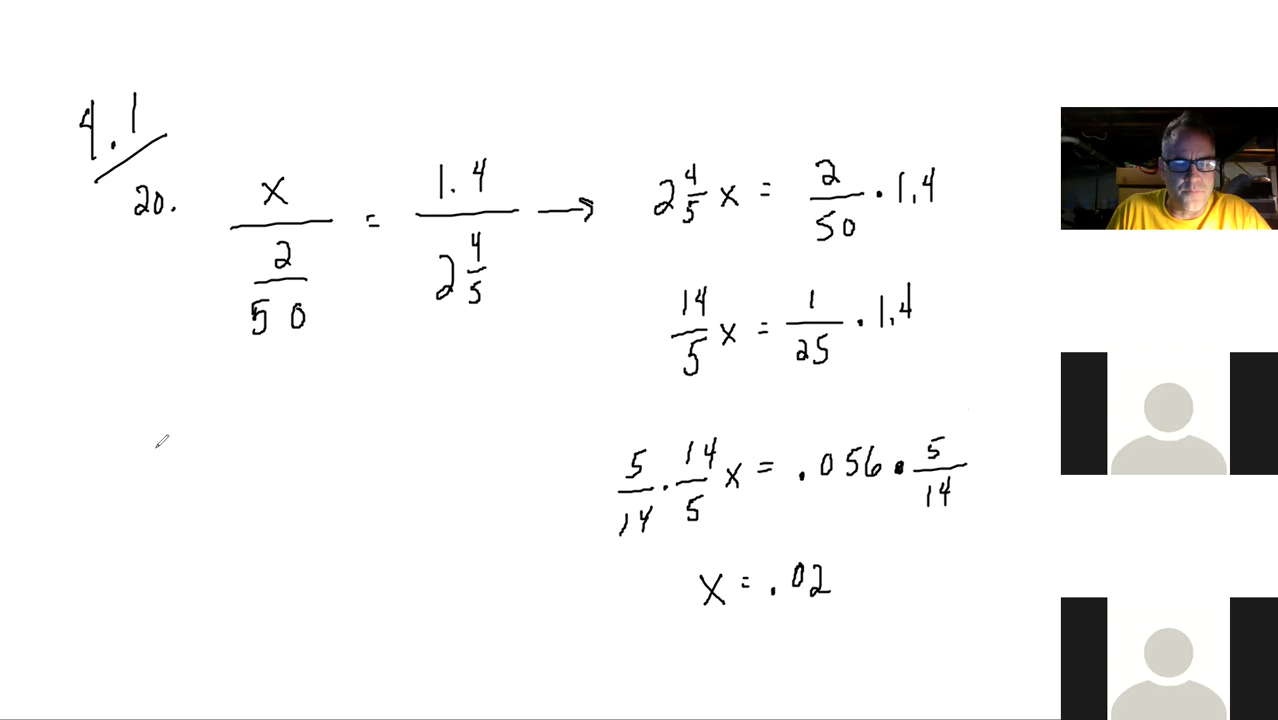 4.1
20. x / (2/50) = 1.4 / (2 4/5) →
2 4/5 x = 2/50 · 1.4
14/5 x = 1/25 · 1.4
5/14 · 14/5 x = .056 · 5/14
x = .02